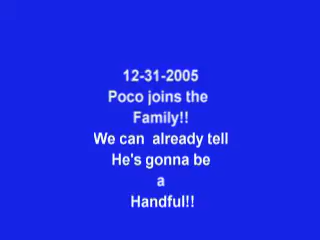 12-31-2005
Poco joins the
Family!!
We can already tell
He's gonna be
a
Handful!!